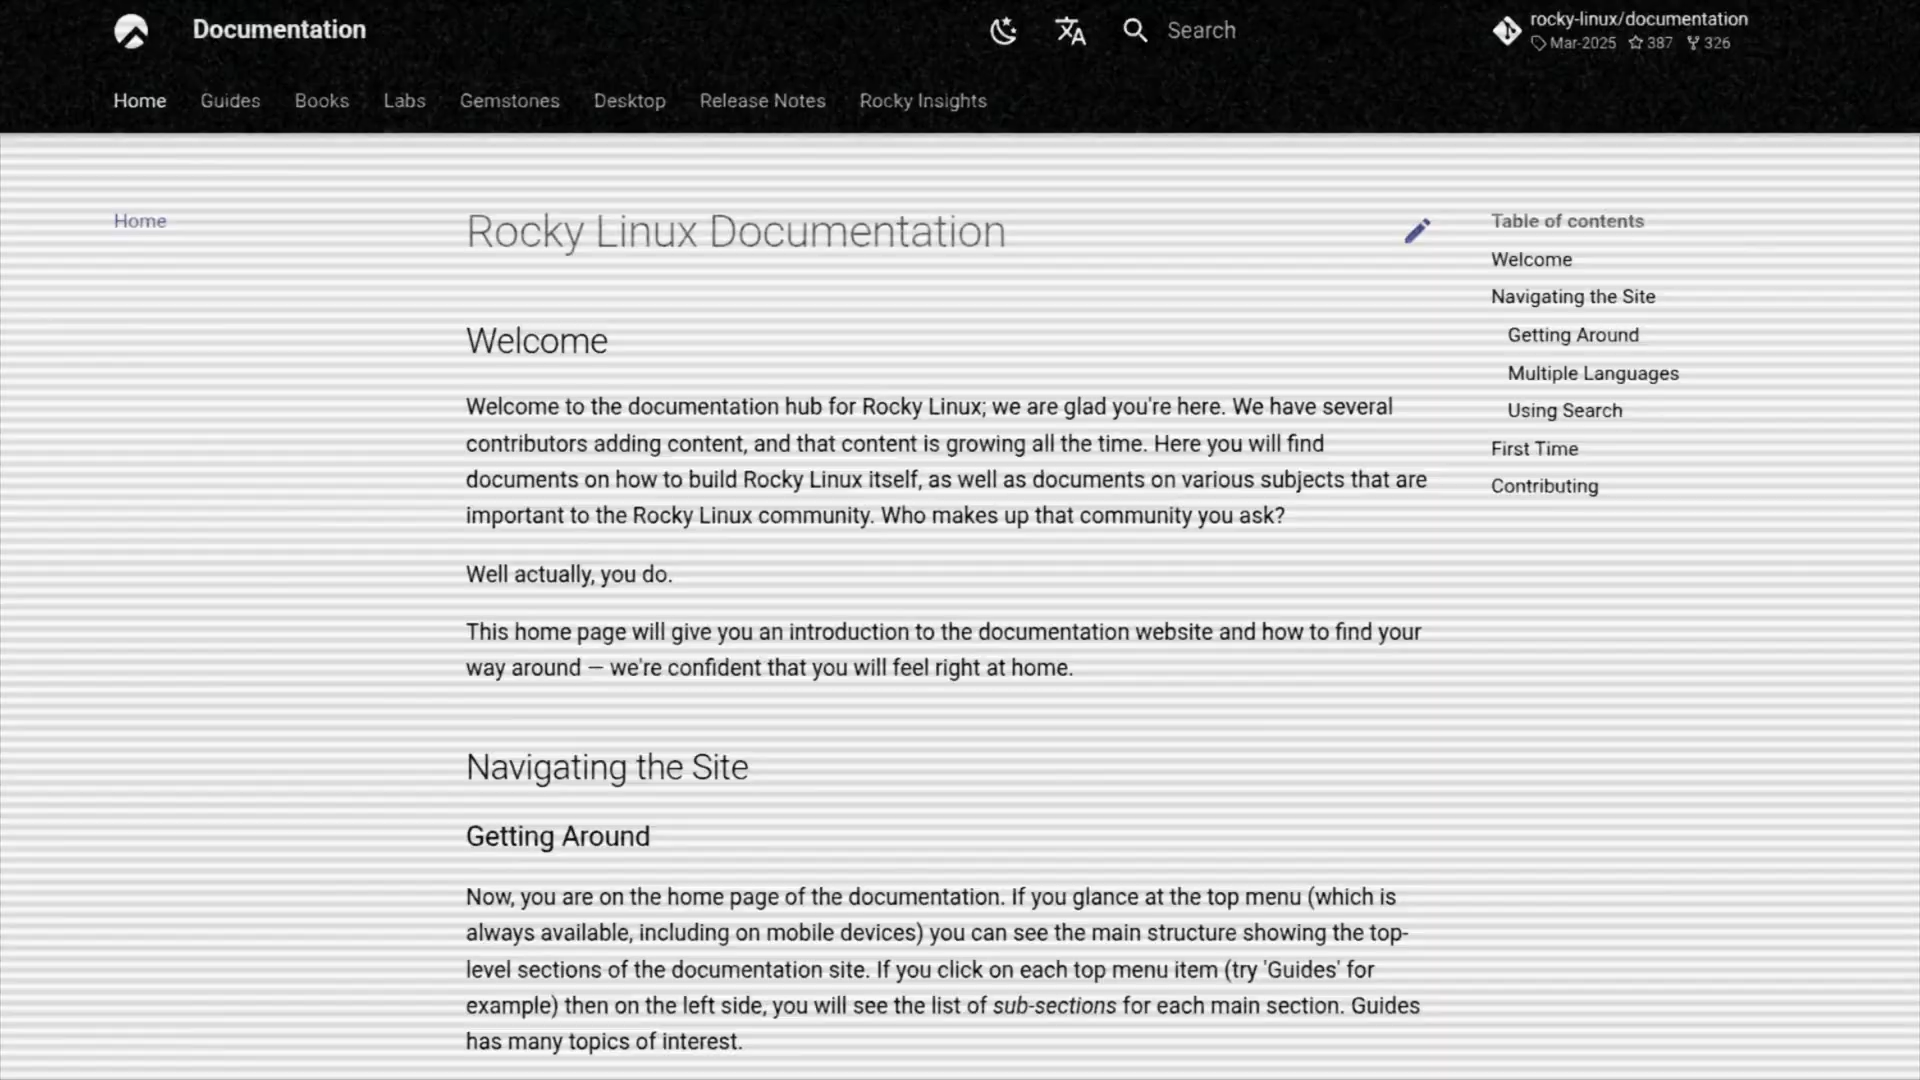 Documentation
Search
rocky-linux/documentation
Mar-2025 387 326
Home Guides Books Labs Gemstones Desktop Release Notes Rocky Insights
Home
Rocky Linux Documentation
Welcome
Welcome to the documentation hub for Rocky Linux; we are glad you're here. We have several
contributors adding content, and that content is growing all the time. Here you will find
documents on how to build Rocky Linux itself, as well as documents on various subjects that are
important to the Rocky Linux community. Who makes up that community you ask?
Well actually, you do.
This home page will give you an introduction to the documentation website and how to find your
way around — we're confident that you will feel right at home.
Navigating the Site
Getting Around
Now, you are on the home page of the documentation. If you glance at the top menu (which is
always available, including on mobile devices) you can see the main structure showing the top-
level sections of the documentation site. If you click on each top menu item (try 'Guides' for
example) then on the left side, you will see the list of sub-sections for each main section. Guides
has many topics of interest.
Table of contents
Welcome
Navigating the Site
Getting Around
Multiple Languages
Using Search
First Time
Contributing